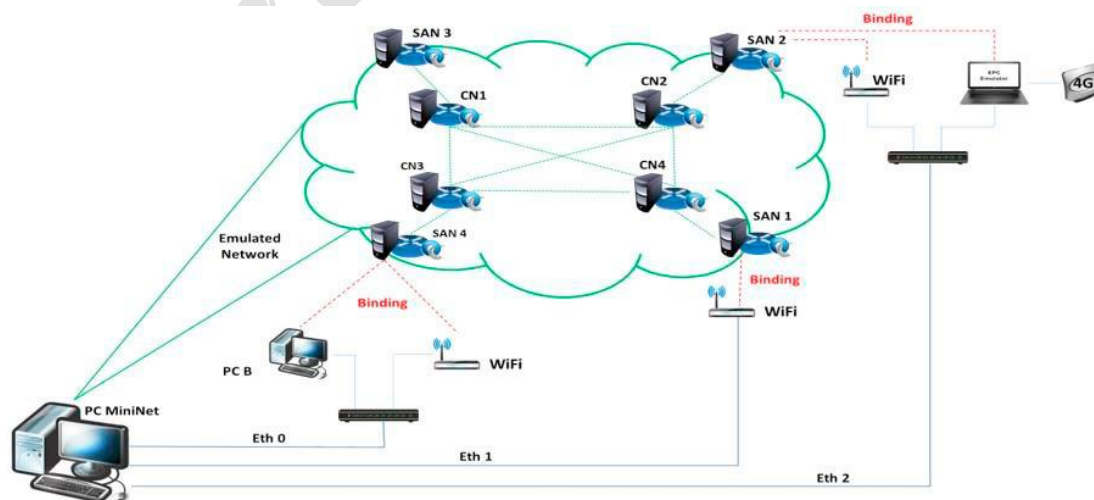 SAN 3
Binding
SAN 2
WiFi
EPC
Emulator
4G
CN1
CN2
CN3
CN4
SAN 4
SAN 1
Emulated
Network
Binding
Binding
WiFi
PC B
WiFi
PC MiniNet
Eth 0
Eth 1
Eth 2